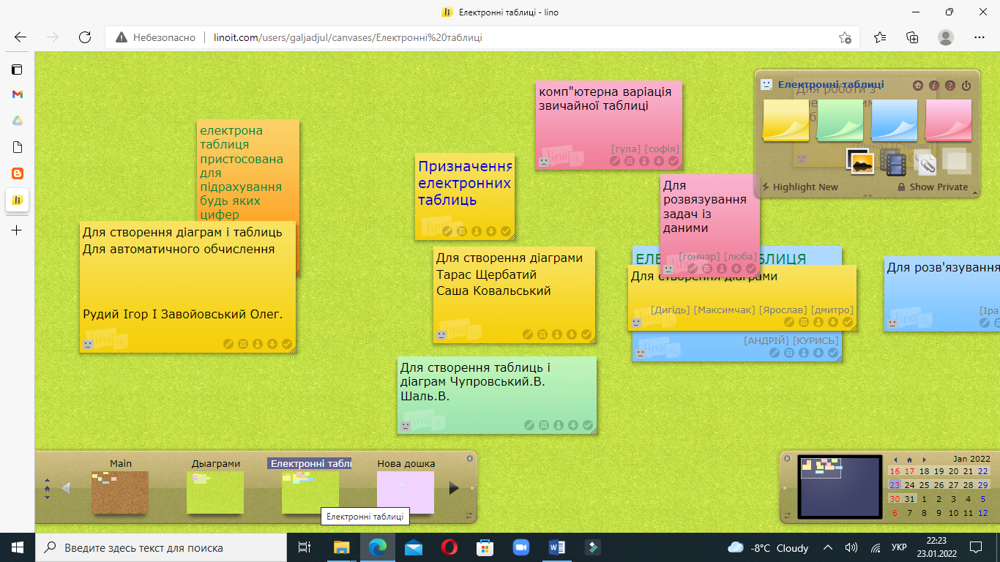 Електронні таблиці - lino
Небезопасно
linoit.com/users/galjadjul/canvases/Електронні%20таблиці
комп"ютерна варіація
звичайної таблиці
[гула] [софія]
Електронні таблиці
Для роботи з
Highlight New
Show Private
електрона
таблиця
пристосована
для
підрахування
будь яких
цифер
Призначення
електронних
таблиць
Для
розвязування
задач із
даними
[гончар] [люба]
Для створення діаграм і таблиць
Для автоматичного обчислення
Рудий Ігор І Завойовський Олег.
Для створення діаграми
Тарас Щербатий
Саша Ковальський
Для створення діаграми
[Дигідь] [Максимчак] [Ярослав] [дмитро]
[АНДРІЙ] [КУРИСЬ]
Для розв'язування
[Іра
Для створення таблиць і
діаграм Чупровський.В.
Шаль.В.
Main
Дыаграми
Електронні табли
Нова дошка
Електронні таблиці
Jan 2022
16 17 18 19 20 21 22
23 24 25 26 27 28 29
30 31 1 2 3 4 5
6 7 8 9 10 11 12
Введите здесь текст для поиска
-8°C Cloudy
УКР
22:23
23.01.2022